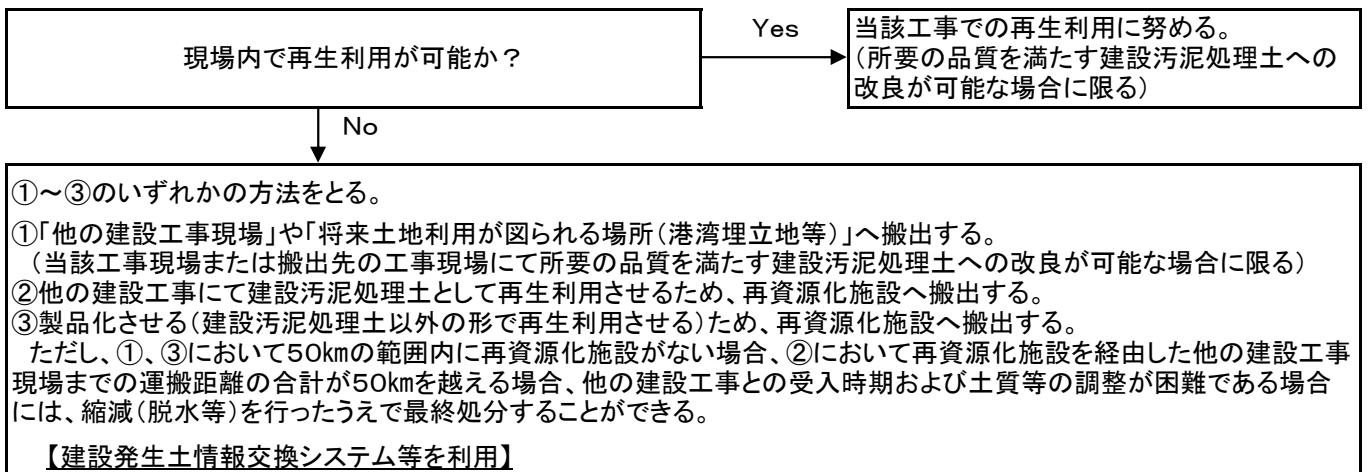 現場内で再生利用が可能か？
Yes
当該工事での再生利用に努める。
(所要の品質を満たす建設汚泥処理土への
改良が可能な場合に限る)
No
①～③のいずれかの方法をとる。
①「他の建設工事現場」や「将来土地利用が図られる場所(港湾埋立地等)」へ搬出する。
(当該工事現場または搬出先の工事現場にて所要の品質を満たす建設汚泥処理土への改良が可能な場合に限る)
②他の建設工事にて建設汚泥処理土として再生利用させるため、再資源化施設へ搬出する。
③製品化させる(建設汚泥処理土以外の形で再生利用させる)ため、再資源化施設へ搬出する。
ただし、①、③において50kmの範囲内に再資源化施設がない場合、②において再資源化施設を経由した他の建設工事
現場までの運搬距離の合計が50kmを越える場合、他の建設工事との受入時期および土質等の調整が困難である場合
には、縮減(脱水等)を行ったうえで最終処分することができる。
【建設発生土情報交換システム等を利用】